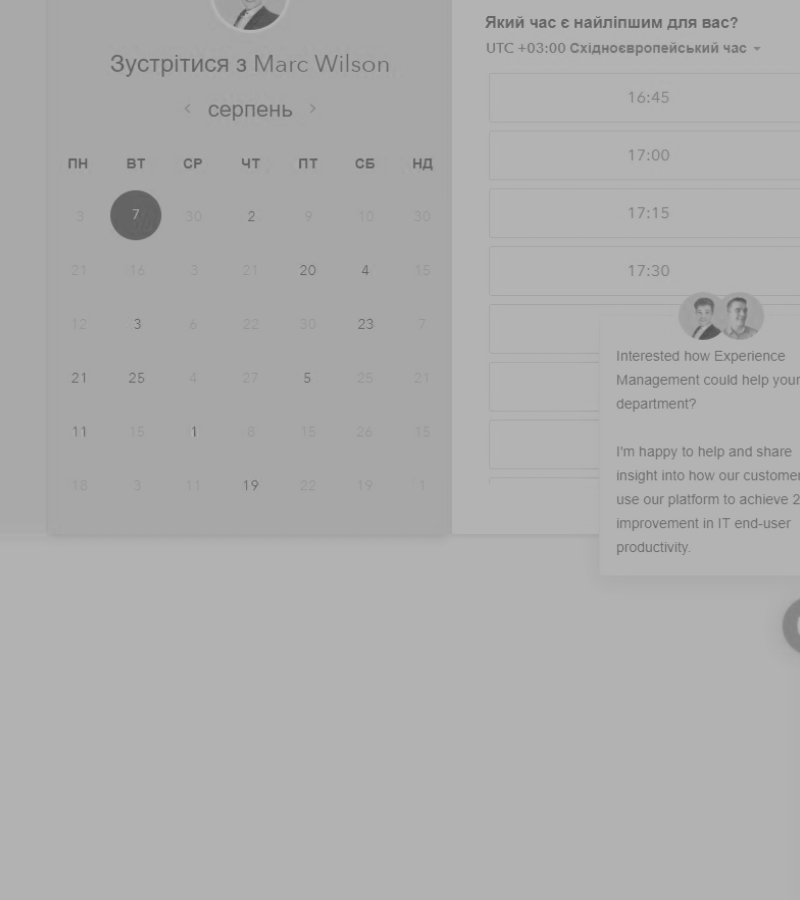 Зустрітися з Marc Wilson
серпень
ПН ВТ СР ЧТ ПТ СБ НД
3 7 30 2 9 10 30
21 16 3 21 20 4 15
12 3 6 22 30 23 7
21 25 4 27 5 25 21
11 15 1 8 15 26 15
18 3 11 19 22 19 1
Який час є найліпшим для вас?
UTC +03:00 Східноєвропейський час
16:45
17:00
17:15
17:30
Interested how Experience
Management could help your
department?
I'm happy to help and share
insight into how our customer
use our platform to achieve 2
improvement in IT end-user
productivity.